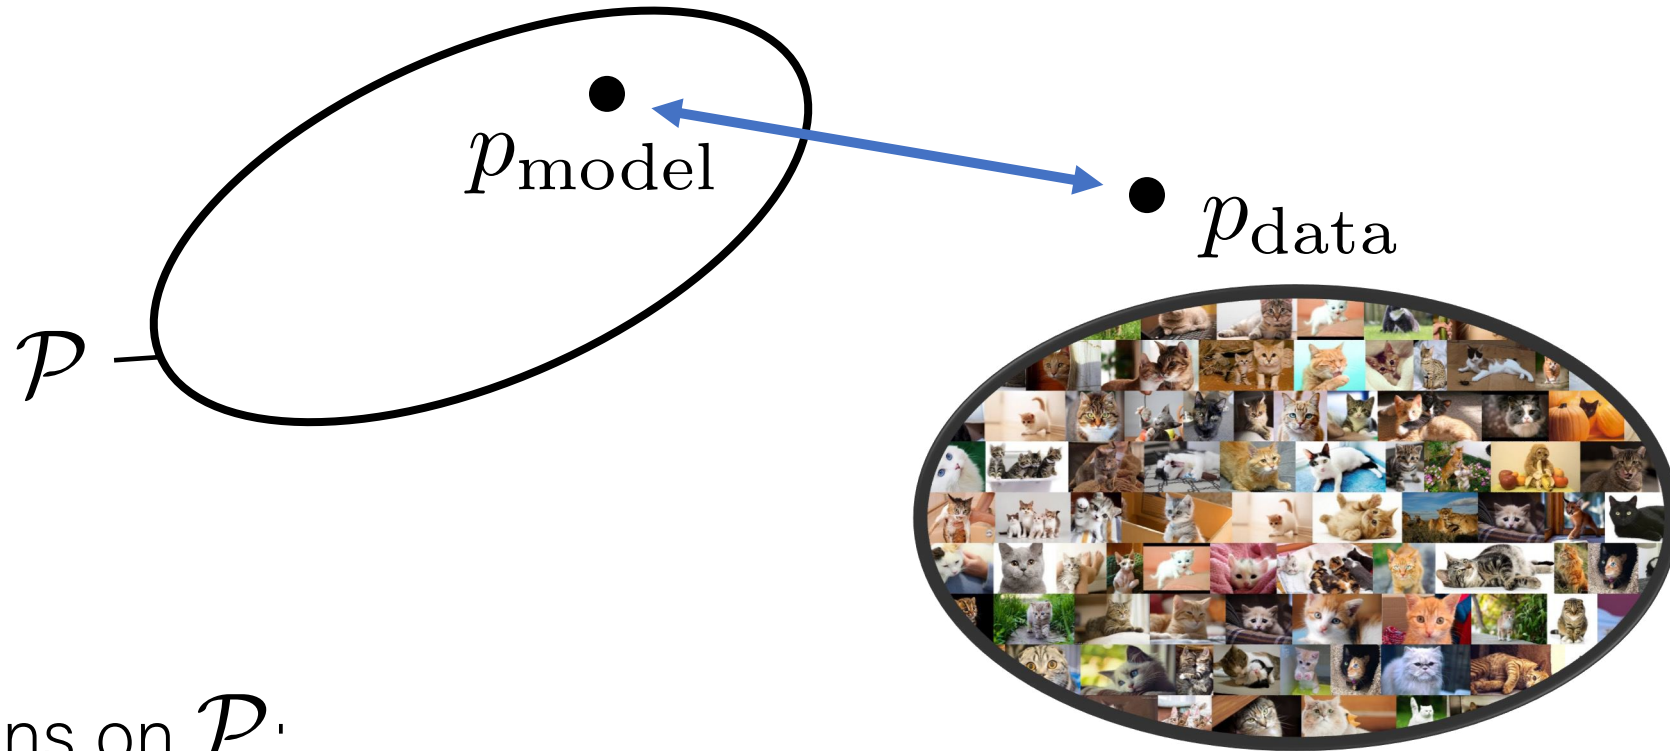 p_model
p_data
𝒫
ns on 𝒫: